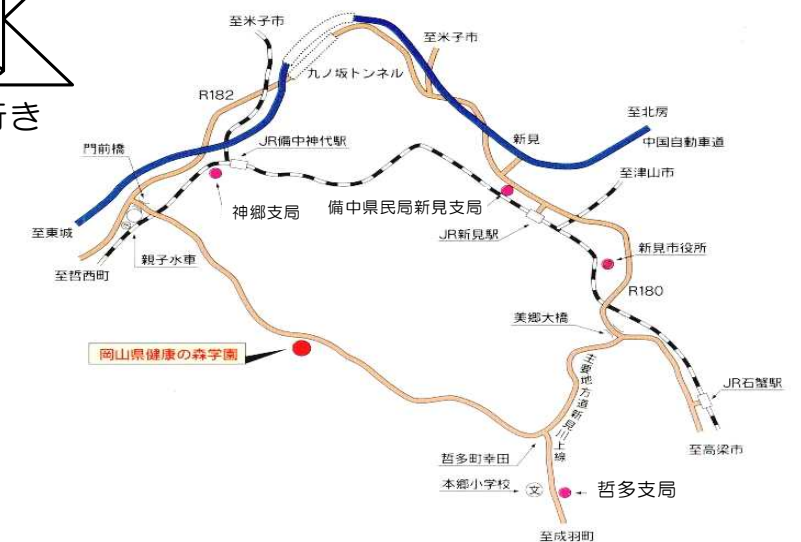 至米子市
至米子市
九ノ坂トンネル
R182
行き
至北房
中国自動車道
新見
JR備中神代駅
門前橋
至津山市
神郷支局
備中県民局新見支局
JR新見駅
至東城
親子水車
新見市役所
至哲西町
R180
美郷大橋
岡山県健康の森学園
主要地方道新見川上線
JR石蟹駅
至高梁市
哲多町幸田
本郷小学校
文
哲多支局
至成羽町